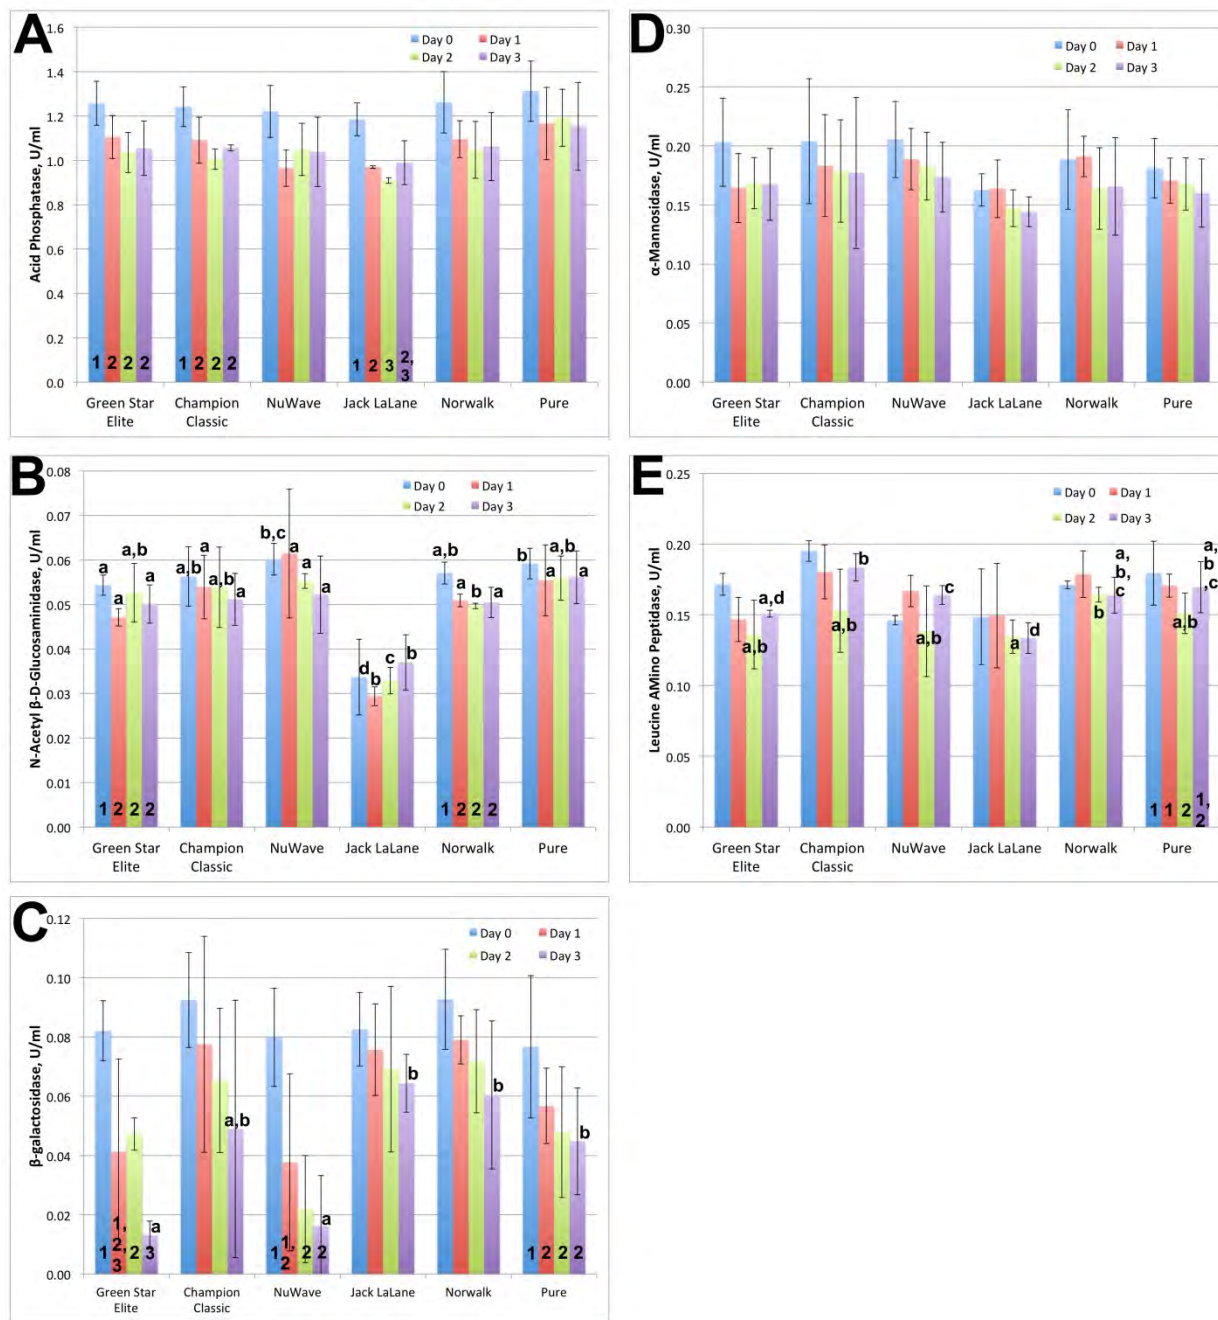 A
Acid Phosphatase, U/ml
1.6
1.4
1.2
1.0
0.8
0.6
0.4
0.2
0.0
Day 0 Day 1
Day 2 Day 3
1 2 2 2 1 2 2 2 1 2 3 2,
3
Green Star Champion NuWave Jack LaLane Norwalk Pure
Elite Classic
D
α-Mannosidase, U/ml
0.30
0.25
0.20
0.15
0.10
0.05
0.00
Day 0 Day 1
Day 2 Day 3
Green Star Champion NuWave Jack LaLane Norwalk Pure
Elite Classic
B
N-Acetyl β-D-Glucosaminidase, U/ml
0.08
0.07
0.06
0.05
0.04
0.03
0.02
0.01
0.00
Day 0 Day 1
Day 2 Day 3
a a a,b a a,b a a,b a b,c a a a d b c b a,b a b a b a a,b a
1 2 2 2 1 2 2 2
Green Star Champion NuWave Jack LaLane Norwalk Pure
Elite Classic
E
Leucine AMino Peptidase, U/ml
0.25
0.20
0.15
0.10
0.05
0.00
Day 0 Day 1
Day 2 Day 3
a,b a,d a,b b a,b c a d b a,
b,
c
a,b a,
b
,c
1 1 2 1,
2
Green Star Champion NuWave Jack LaLane Norwalk Pure
Elite Classic
C
β-galactosidase, U/ml
0.12
0.10
0.08
0.06
0.04
0.02
0.00
Day 0 Day 1
Day 2 Day 3
a a,b a b b b
1 1,
2,
3
2 3 1 1,
2
2 2 1 2 2 2
Green Star Champion NuWave Jack LaLane Norwalk Pure
Elite Classic